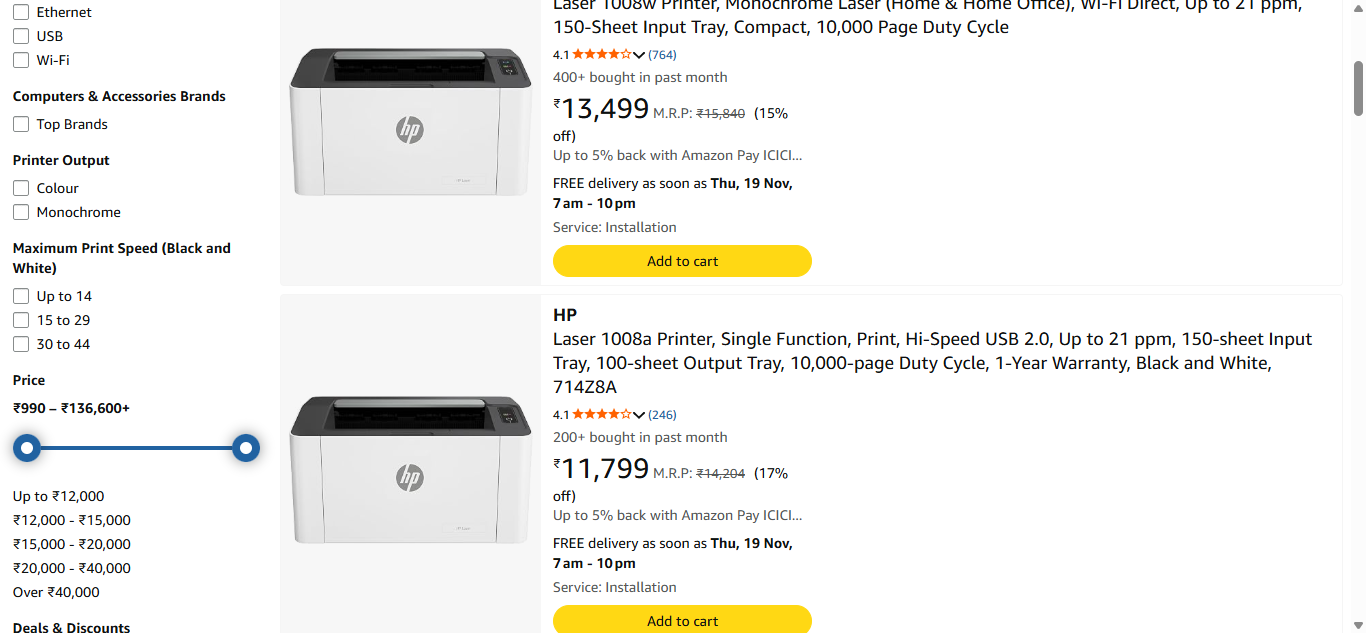 Ethernet
USB
Wi-Fi
Computers & Accessories Brands
Top Brands
Printer Output
Colour
Monochrome
Maximum Print Speed (Black and
White)
Up to 14
15 to 29
30 to 44
Price
₹990 – ₹136,600+
Up to ₹12,000
₹12,000 - ₹15,000
₹15,000 - ₹20,000
₹20,000 - ₹40,000
Over ₹40,000
Deals & Discounts
hp
Laser 1008w Printer, Monochrome Laser (Home & Home Office), Wi-Fi Direct, Up to 21 ppm,
150-Sheet Input Tray, Compact, 10,000 Page Duty Cycle
4.1 (764)
400+ bought in past month
₹13,499 M.R.P: ₹15,840 (15%
off)
Up to 5% back with Amazon Pay ICICI...
FREE delivery as soon as Thu, 19 Nov,
7 am - 10 pm
Service: Installation
Add to cart
hp
HP
Laser 1008a Printer, Single Function, Print, Hi-Speed USB 2.0, Up to 21 ppm, 150-sheet Input
Tray, 100-sheet Output Tray, 10,000-page Duty Cycle, 1-Year Warranty, Black and White,
714Z8A
4.1 (246)
200+ bought in past month
₹11,799 M.R.P: ₹14,204 (17%
off)
Up to 5% back with Amazon Pay ICICI...
FREE delivery as soon as Thu, 19 Nov,
7 am - 10 pm
Service: Installation
Add to cart